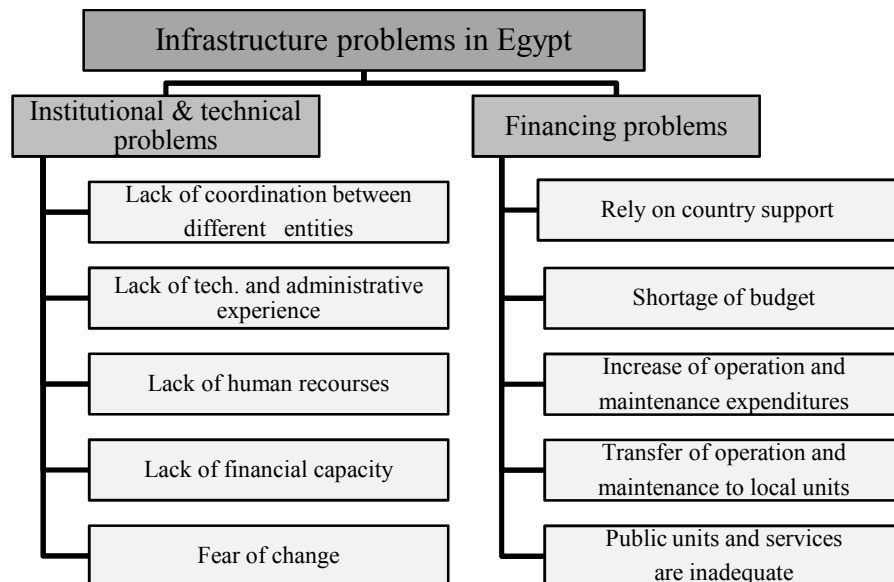 Infrastructure problems in Egypt
Institutional & technical
problems
Lack of coordination between
different entities
Lack of tech. and administrative
experience
Lack of human recourses
Lack of financial capacity
Fear of change
Financing problems
Rely on country support
Shortage of budget
Increase of operation and
maintenance expenditures
Transfer of operation and
maintenance to local units
Public units and services
are inadequate